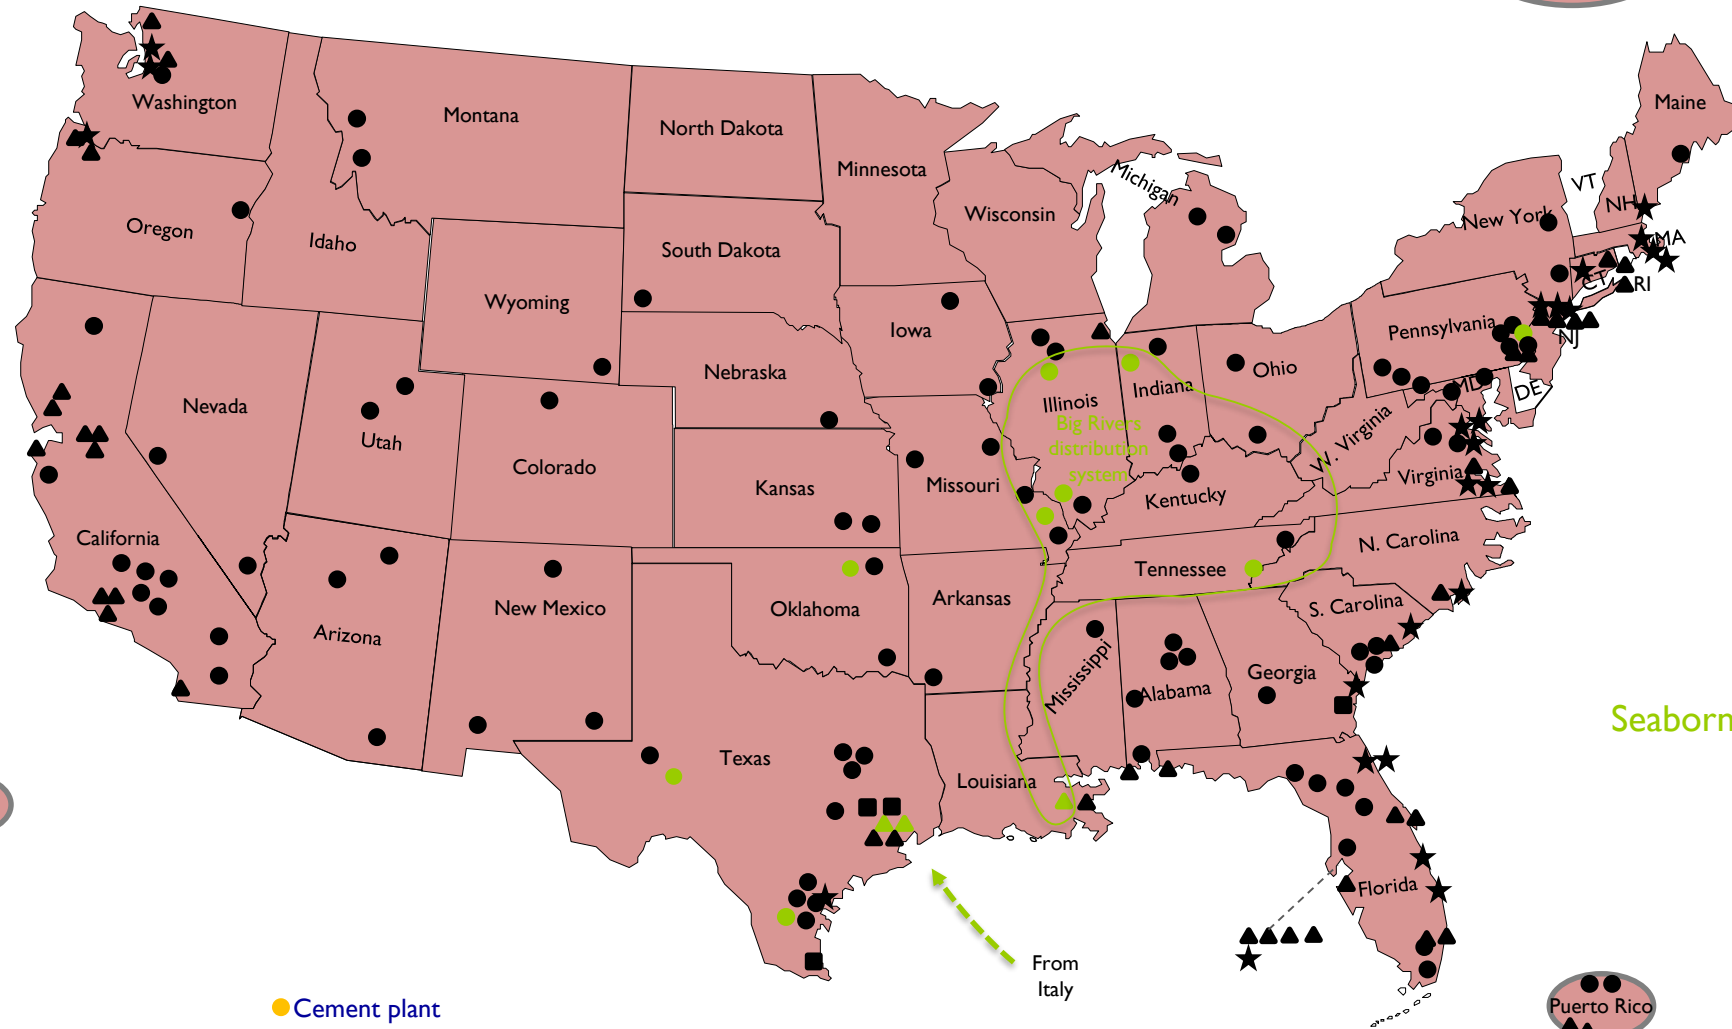 Washington
Montana
North Dakota
Minnesota
Maine
Michigan
VT
NH
New York
MA
Wisconsin
Oregon
Idaho
South Dakota
Wyoming
CT
RI
Iowa
Pennsylvania
NJ
Nebraska
Ohio
Indiana
MD
DE
Nevada
Utah
Illinois
Big Rivers
distribution
system
W. Virginia
Colorado
Kansas
Missouri
Kentucky
Virginia
California
N. Carolina
Tennessee
New Mexico
Oklahoma
Arkansas
S. Carolina
Arizona
Mississippi
Alabama
Georgia
Seaborn
Texas
Louisiana
Florida
From
Italy
Cement plant
Puerto Rico